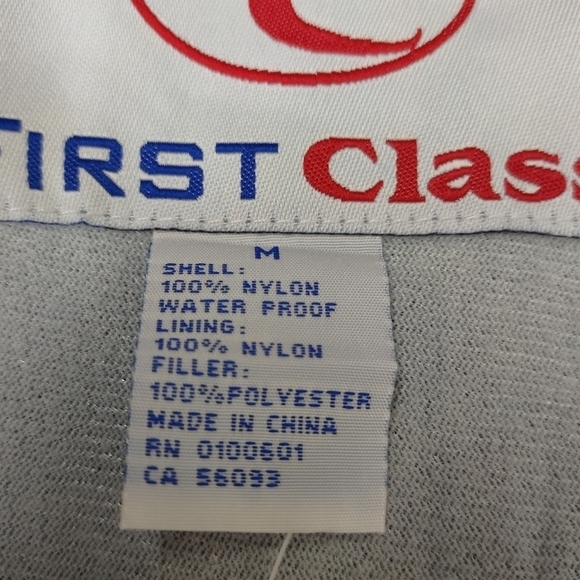 FIRST Class
M
SHELL:
100% NYLON
WATER PROOF
LINING:
100% NYLON
FILLER:
100%POLYESTER
MADE IN CHINA
RN 0100601
CA 56093